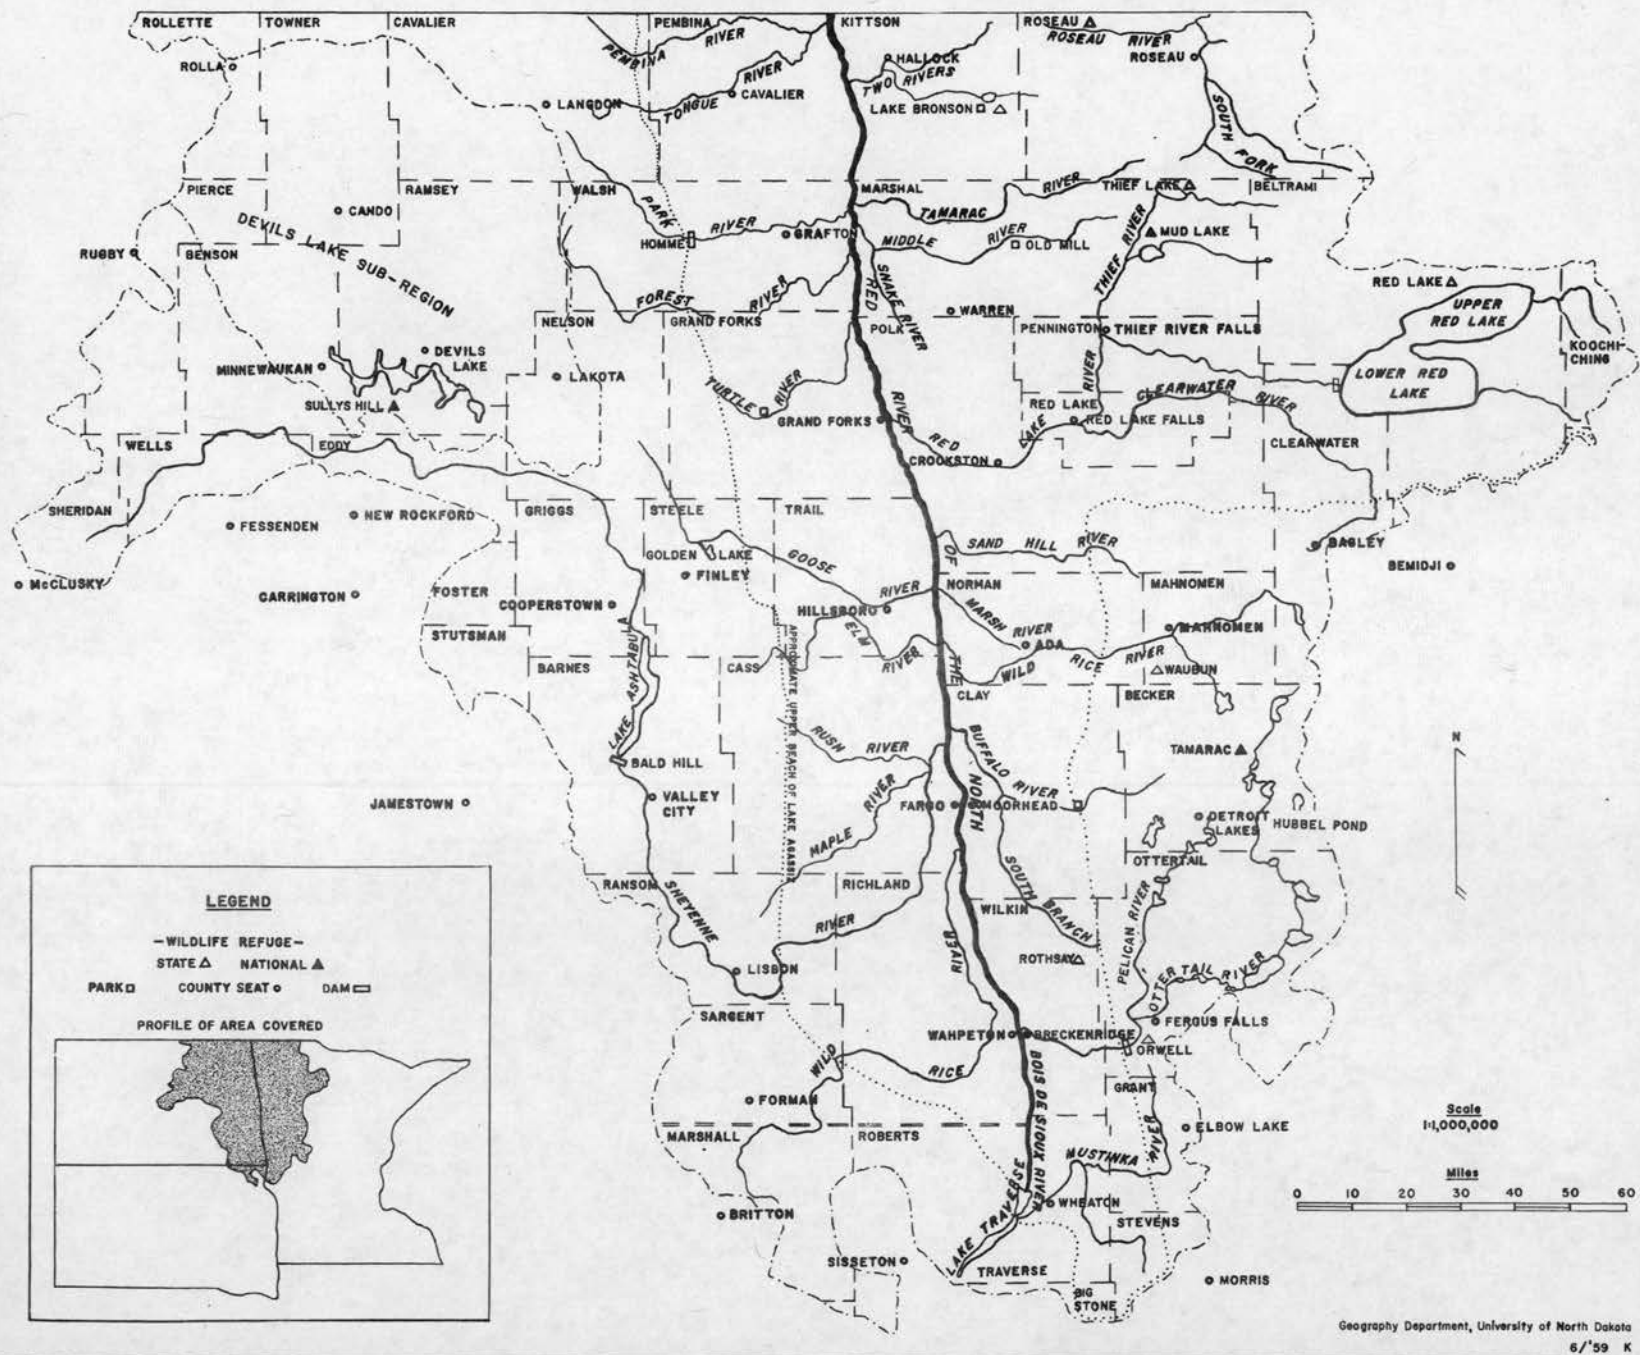 ROLLETTE
TOWNER
CAVALIER
PEMBINA
KITTSON
ROSEAU
ROLLA
PEMBINA RIVER
HALLOCK
TWO RIVERS
ROSEAU RIVER
ROSEAU
LANGDON
TONGUE RIVER
CAVALIER
LAKE BRONSON
SOUTH FORK
PIERCE
RAMSEY
WALSH
MARSHAL
THIEF LAKE
BELTRAMI
CANDO
PARK RIVER
TAMARAC RIVER
DEVILS LAKE SUB-REGION
HOMME
GRAFTON
MIDDLE RIVER
OLD MILL
THIEF RIVER
MUD LAKE
RUGBY
BENSON
SNAKE RIVER
RED LAKE
UPPER
RED LAKE
FOREST RIVER
NELSON
GRAND FORKS
RED
POLK
WARREN
PENNINGTON
THIEF RIVER FALLS
KOOCHI-
CHING
MINNEWAUKAN
DEVILS
LAKE
LAKOTA
TURTLE RIVER
LOWER RED
LAKE
SULLYS HILL
GRAND FORKS
RIVER
RED LAKE RIVER
RED LAKE
CLEARWATER RIVER
RED LAKE FALLS
CROOKSTON
CLEARWATER
WELLS
EDDY
SHERIDAN
FESSENDEN
NEW ROCKFORD
GRIGGS
STEELE
TRAIL
GOLDEN LAKE
GOOSE RIVER
OF
SAND HILL RIVER
BAGLEY
BEMIDJI
McCLUSKY
CARRINGTON
FOSTER
FINLEY
COOPERSTOWN
HILLSBORO
NORMAN
MAHNOMEN
STUTSMAN
ELM RIVER
MARSH RIVER
ADA
MAHNOMEN
BARNES
LAKE ASHTABULA
CASS
APPROXIMATE UPPER BEACH OF LAKE AGASSIZ
THE
CLAY
WILD RICE RIVER
WAUBUN
BECKER
RUSH RIVER
BUFFALO RIVER
TAMARAC
N
BALD HILL
JAMESTOWN
VALLEY
CITY
MAPLE RIVER
FARGO
NORTH
MOORHEAD
DETROIT
LAKES
HUBBEL POND
RANSOM
SHEYENNE RIVER
RICHLAND
SOUTH BRANCH
OTTERTAIL
WILKIN
PELICAN RIVER
LISBON
ROTHSAY
OTTER TAIL RIVER
SARGENT
WAHPETON
BRECKENRIDGE
FERGUS FALLS
ORWELL
WILD RICE RIVER
GRANT
FORMAN
BOIS DE SIOUX RIVER
MARSHALL
ROBERTS
MUSTINKA RIVER
ELBOW LAKE
BRITTON
LAKE TRAVERSE
WHEATON
STEVENS
SISSETON
TRAVERSE
BIG
STONE
MORRIS
LEGEND
-WILDLIFE REFUGE-
STATE NATIONAL
PARK COUNTY SEAT DAM
PROFILE OF AREA COVERED
Scale
1:1,000,000
Miles
0 10 20 30 40 50 60
Geography Department, University of North Dakota
6/'59 K